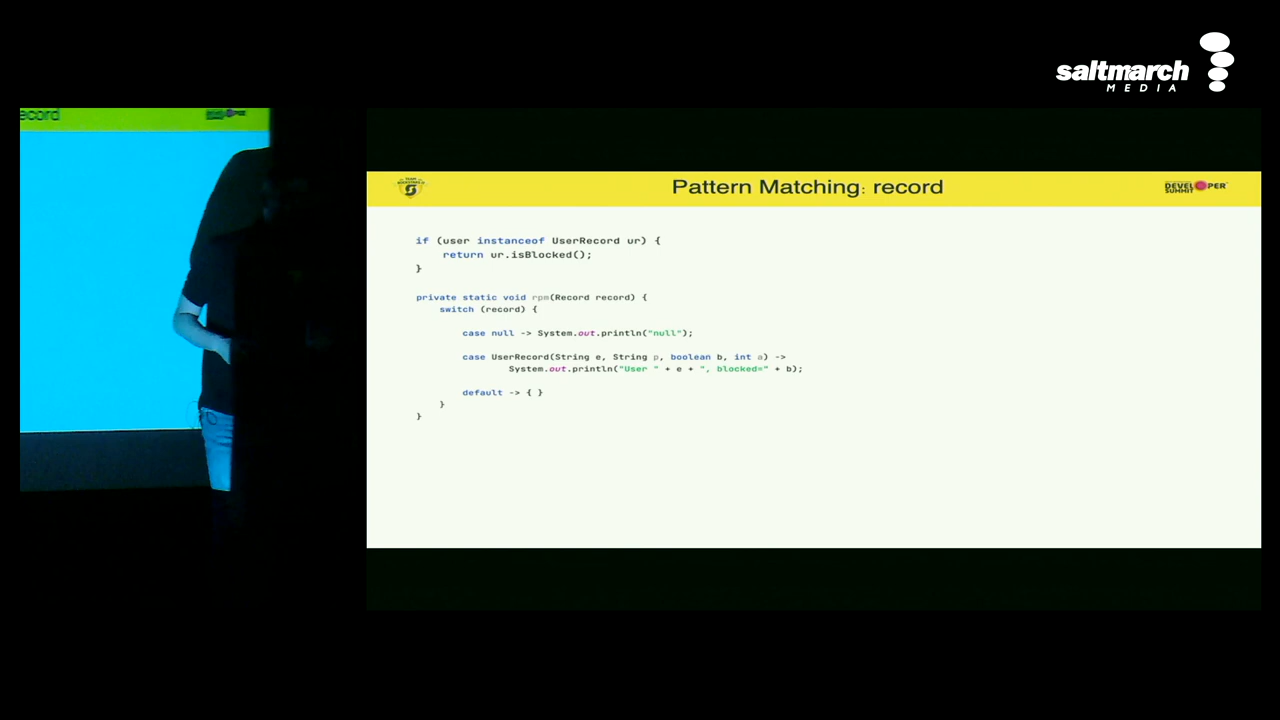 saltmarch
MEDIA
ecord
Pattern Matching: record
DEVELOPER
SUMMIT
if (user instanceof UserRecord ur) {
return ur.isBlocked();
}
private static void rpm(Record record) {
switch (record) {
case null -> System.out.println("null");
case UserRecord(String e, String p, boolean b, int a) ->
System.out.println("User " + e + ", blocked=" + b);
default -> { }
}
}